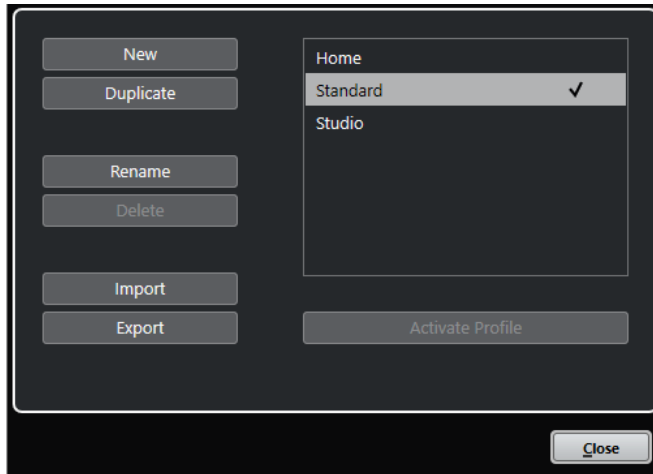 New
Duplicate
Rename
Delete
Import
Export
Home
Standard
Studio
Activate Profile
Close